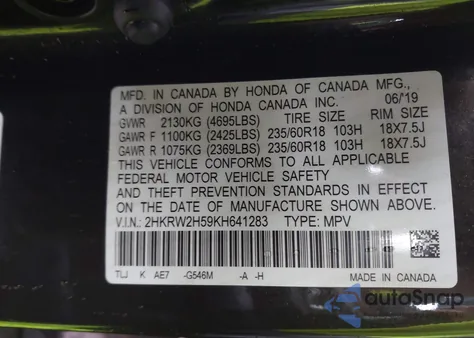 MFD. IN CANADA BY HONDA OF CANADA MFG.,
A DIVISION OF HONDA CANADA INC. 06/19
GVWR 2130KG (4695LBS) TIRE SIZE RIM SIZE
GAWR F 1100KG (2425LBS) 235/60R18 103H 18X7.5J
GAWR R 1075KG (2369LBS) 235/60R18 103H 18X7.5J
THIS VEHICLE CONFORMS TO ALL APPLICABLE
FEDERAL MOTOR VEHICLE SAFETY
AND THEFT PREVENTION STANDARDS IN EFFECT
ON THE DATE OF MANUFACTURE SHOWN ABOVE.
V.I.N.: 2HKRW2H59KH641283 TYPE: MPV
TLJ K AE7 -G546M -A -H
MADE IN CANADA
autoSnap